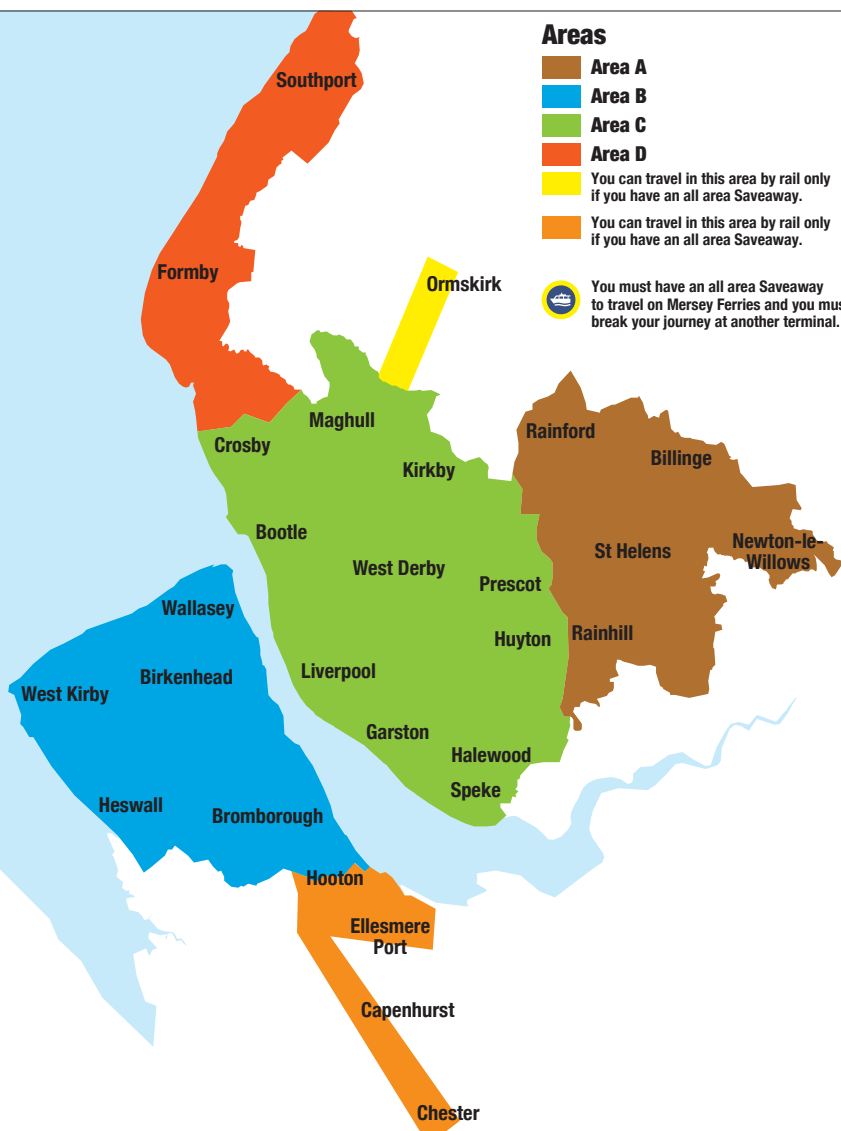 Areas
Area A
Area B
Area C
Area D
You can travel in this area by rail only
if you have an all area Saveaway.
You can travel in this area by rail only
if you have an all area Saveaway.
You must have an all area Saveaway
to travel on Mersey Ferries and you mus
break your journey at another terminal.
Southport
Formby
Ormskirk
Maghull
Crosby
Rainford
Billinge
Kirkby
Bootle
West Derby
St Helens
Newton-le-
Willows
Prescot
Wallasey
Huyton
Rainhill
Liverpool
Birkenhead
West Kirby
Garston
Halewood
Speke
Heswall
Bromborough
Hooton
Ellesmere
Port
Capenhurst
Chester